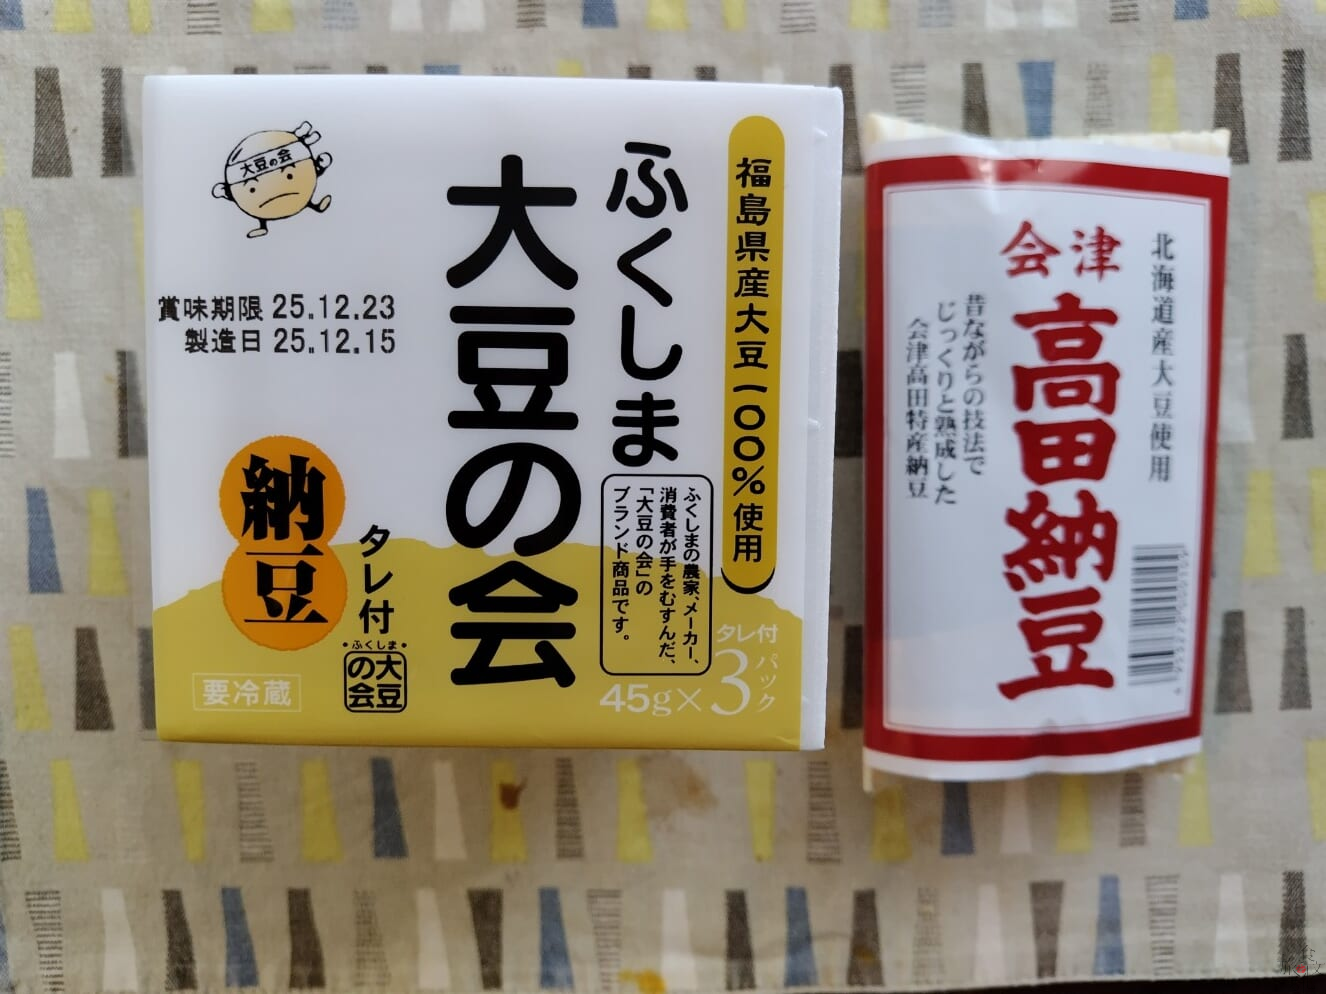 大豆の会
賞味期限 25.12.23
製造日 25.12.15
福島県産大豆一〇〇%使用
ふくしま
大豆の会
ふくしまの農家、メーカー、
消費者が手をむすんだ、
「大豆の会」の
ブランド商品です。
納豆
タレ付
ふくしま
大豆
の会
要冷蔵
タレ付
45g×3パック
北海道産大豆使用
会津
高田納豆
昔ながらの技法で
じっくりと熟成した
会津高田特産納豆